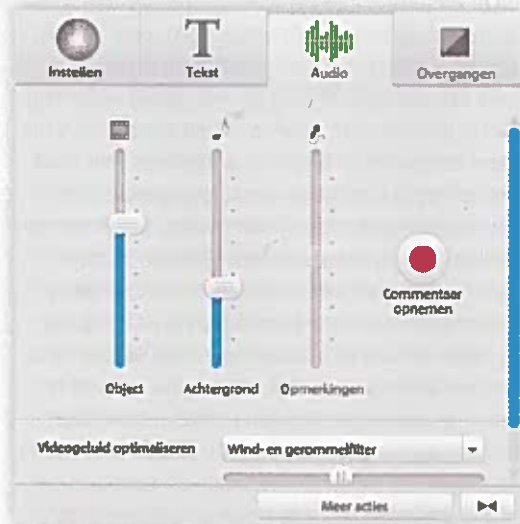 Instellen Tekst Audio Overgangen
Commentaar
opnemen
Object Achtergrond Opmerkingen
Videogeluid optimaliseren Wind- en gerommelfilter
Meer acties